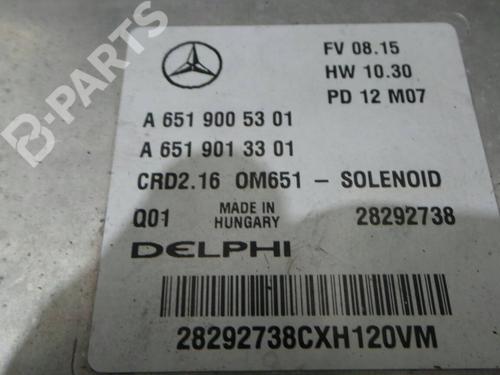 B-PARTS
FV 08.15
HW 10.30
PD 12 M07
A 651 900 53 01
A 651 901 33 01
CRD2.16 OM651 - SOLENOID
Q01 MADE IN HUNGARY 28292738
DELPHI
28292738CXH120VM